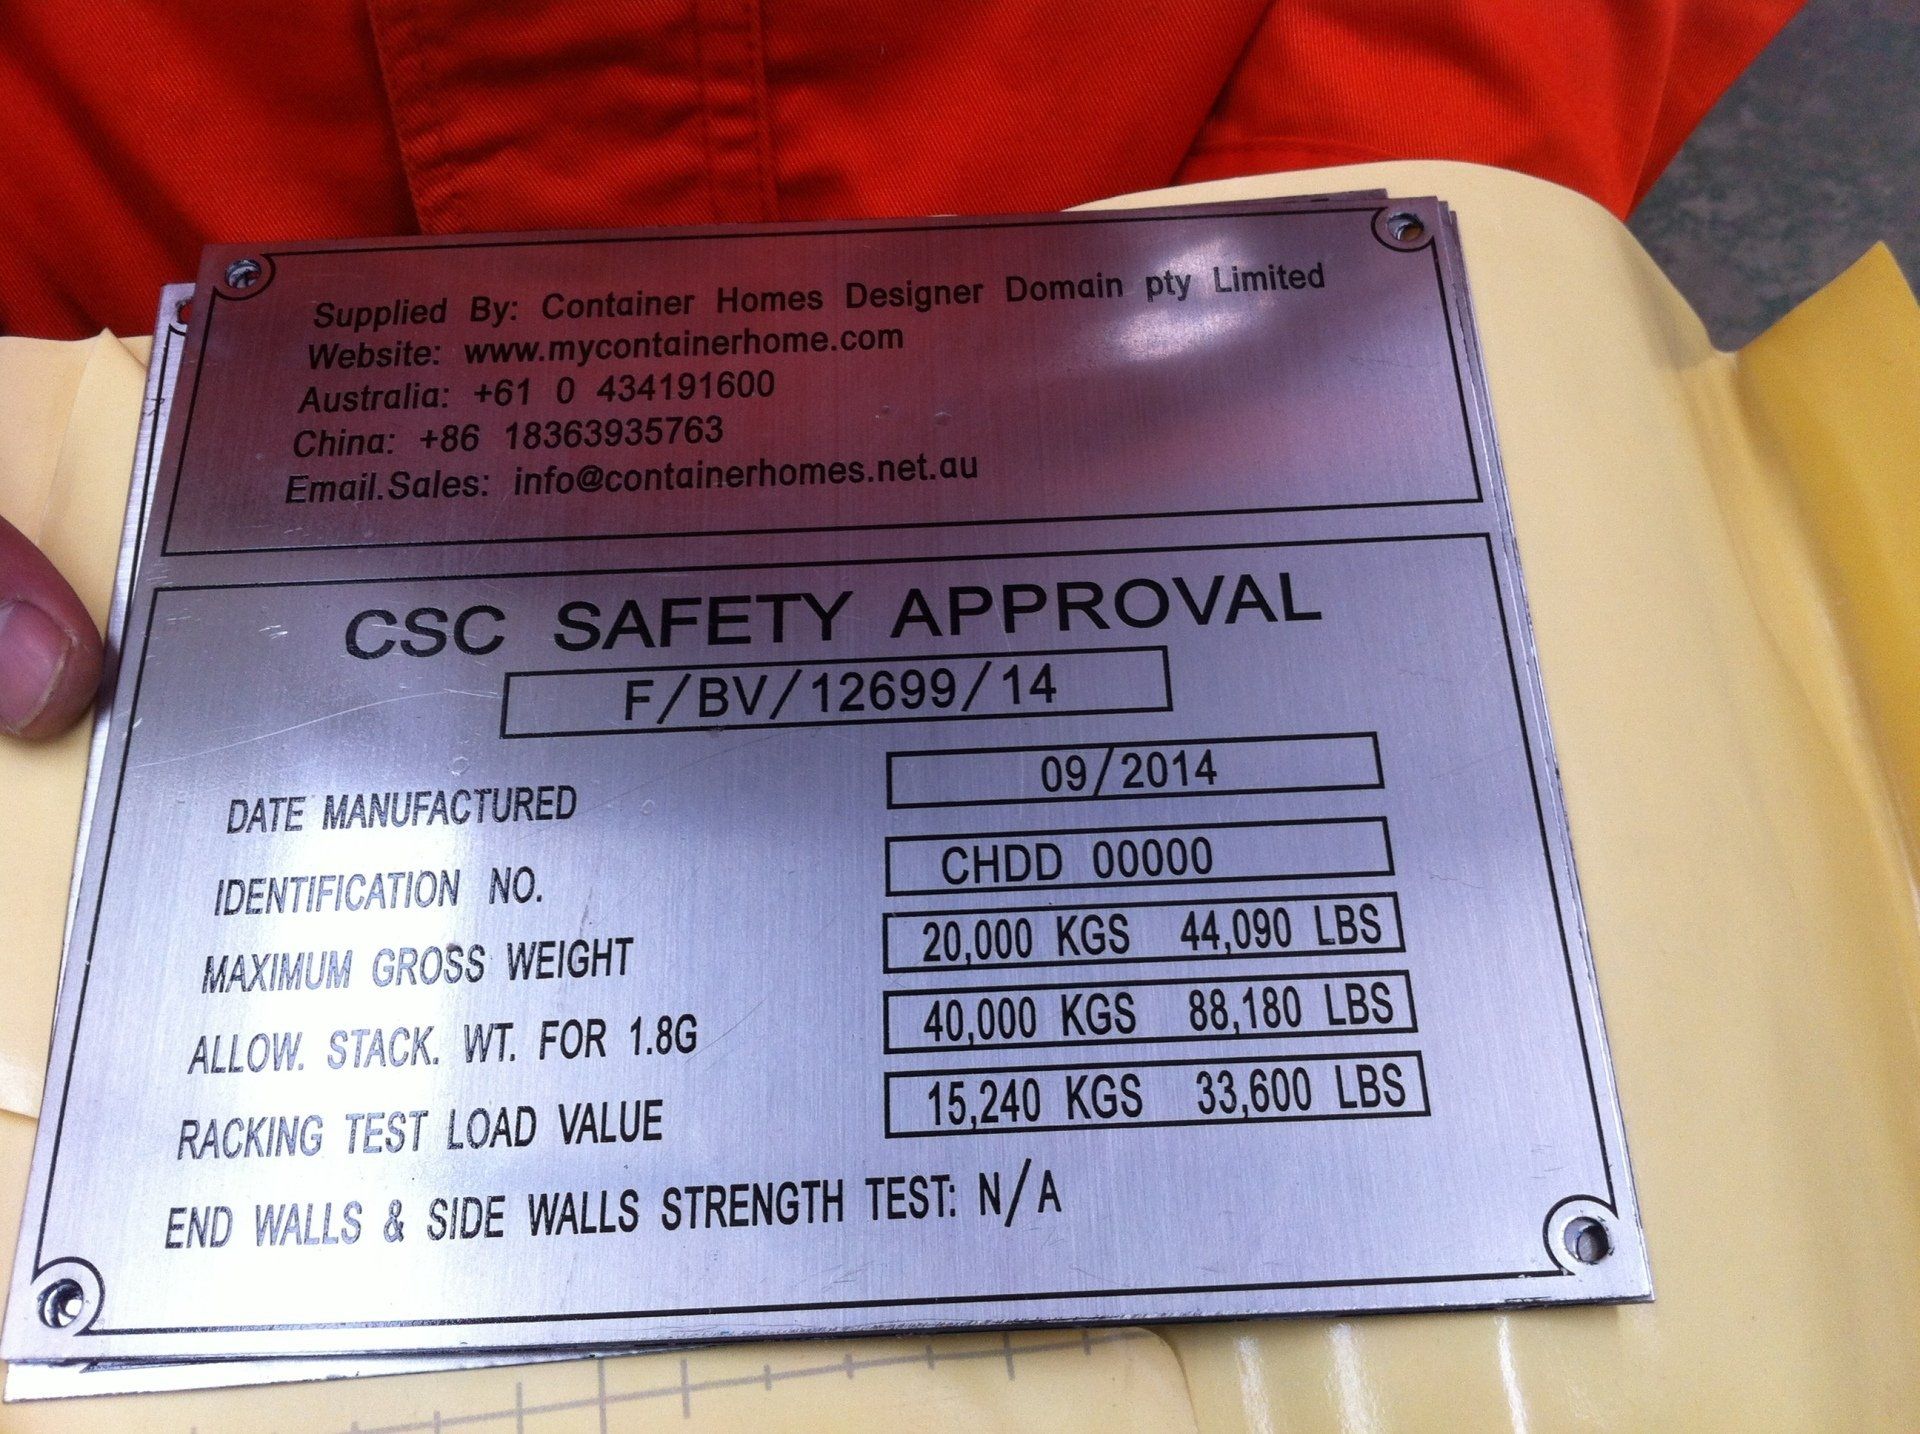 Supplied By: Container Homes Designer Domain pty Limited
Website: www.mycontainerhome.com
Australia: +61 0 434191600
China: +86 18363935763
Email.Sales: info@containerhomes.net.au
CSC SAFETY APPROVAL
F/BV/12699/14
DATE MANUFACTURED 09/2014
IDENTIFICATION NO. CHDD 00000
MAXIMUM GROSS WEIGHT 20,000 KGS 44,090 LBS
ALLOW. STACK. WT. FOR 1.8G 40,000 KGS 88,180 LBS
RACKING TEST LOAD VALUE 15,240 KGS 33,600 LBS
END WALLS & SIDE WALLS STRENGTH TEST: N/A